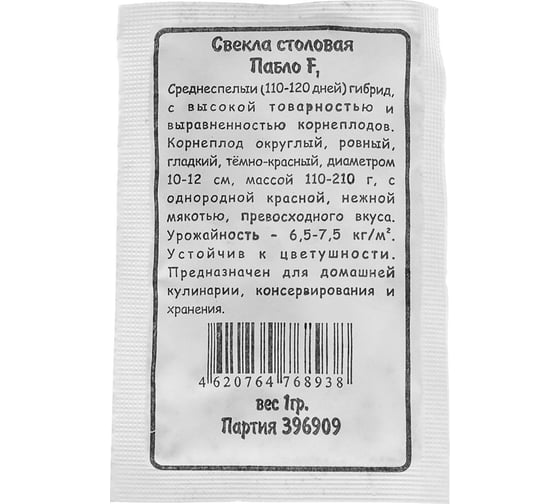 Свекла столовая
Пабло F₁
Среднеспелый (110-120 дней) гибрид,
с высокой товарностью и
выравненностью корнеплодов.
Корнеплод округлый, ровный,
гладкий, тёмно-красный, диаметром
10-12 см, массой 110-210 г, с
однородной красной, нежной
мякотью, превосходного вкуса.
Урожайность - 6,5-7,5 кг/м².
Устойчив к цветушности.
Предназначен для домашней
кулинарии, консервирования и
хранения.
4 620764 768938
вес 1гр.
Партия 396909